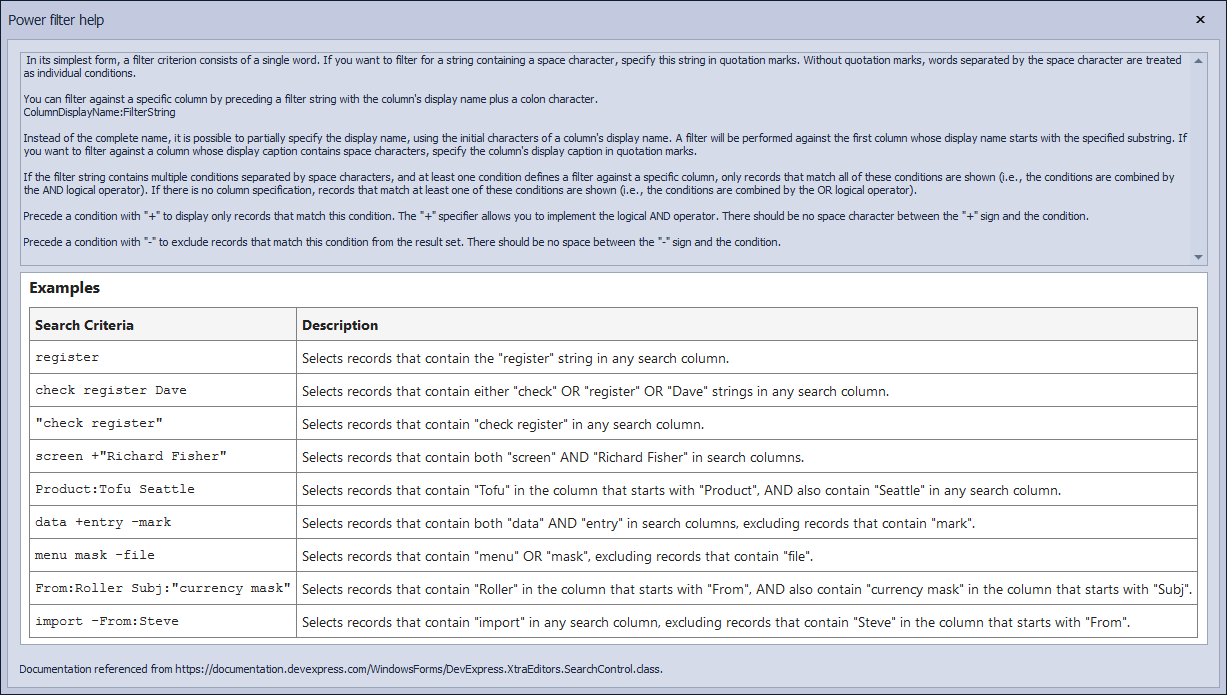 Power filter help
In its simplest form, a filter criterion consists of a single word. If you want to filter for a string containing a space character, specify this string in quotation marks. Without quotation marks, words separated by the space character are treated
as individual conditions.
You can filter against a specific column by preceding a filter string with the column's display name plus a colon character.
ColumnDisplayName:FilterString
Instead of the complete name, it is possible to partially specify the display name, using the initial characters of a column's display name. A filter will be performed against the first column whose display name starts with the specified substring. If
you want to filter against a column whose display caption contains space characters, specify the column's display caption in quotation marks.
If the filter string contains multiple conditions separated by space characters, and at least one condition defines a filter against a specific column, only records that match all of these conditions are shown (i.e., the conditions are combined by
the AND logical operator). If there is no column specification, records that match at least one of these conditions are shown (i.e., the conditions are combined by the OR logical operator).
Precede a condition with "+" to display only records that match this condition. The "+" specifier allows you to implement the logical AND operator. There should be no space character between the "+" sign and the condition.
Precede a condition with "-" to exclude records that match this condition from the result set. There should be no space between the "-" sign and the condition.
Examples
Search Criteria Description
register Selects records that contain the "register" string in any search column.
check register Dave Selects records that contain either "check" OR "register" OR "Dave" strings in any search column.
"check register" Selects records that contain "check register" in any search column.
screen +"Richard Fisher" Selects records that contain both "screen" AND "Richard Fisher" in search columns.
Product:Tofu Seattle Selects records that contain "Tofu" in the column that starts with "Product", AND also contain "Seattle" in any search column.
data +entry -mark Selects records that contain both "data" AND "entry" in search columns, excluding records that contain "mark".
menu mask -file Selects records that contain "menu" OR "mask", excluding records that contain "file".
From:Roller Subj:"currency mask" Selects records that contain "Roller" in the column that starts with "From", AND also contain "currency mask" in the column that starts with "Subj".
import -From:Steve Selects records that contain "import" in any search column, excluding records that contain "Steve" in the column that starts with "From".
Documentation referenced from https://documentation.devexpress.com/WindowsForms/DevExpress.XtraEditors.SearchControl.class.